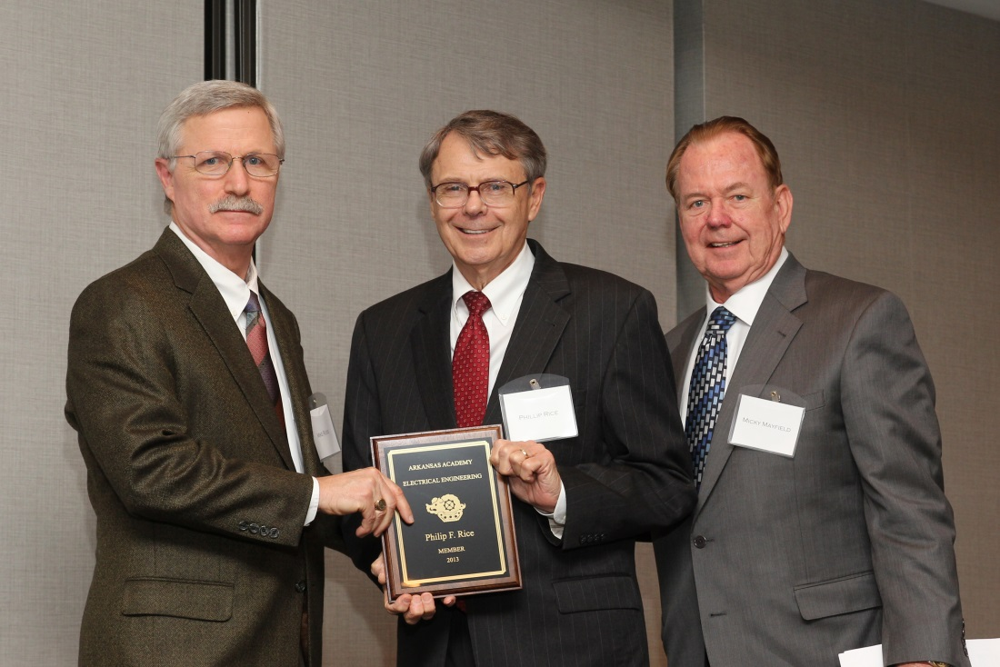 ARKANSAS ACADEMY
ELECTRICAL ENGINEERING
Philip F. Rice
MEMBER
2013
PHILLIP RICE
MICKY MAYFIELD